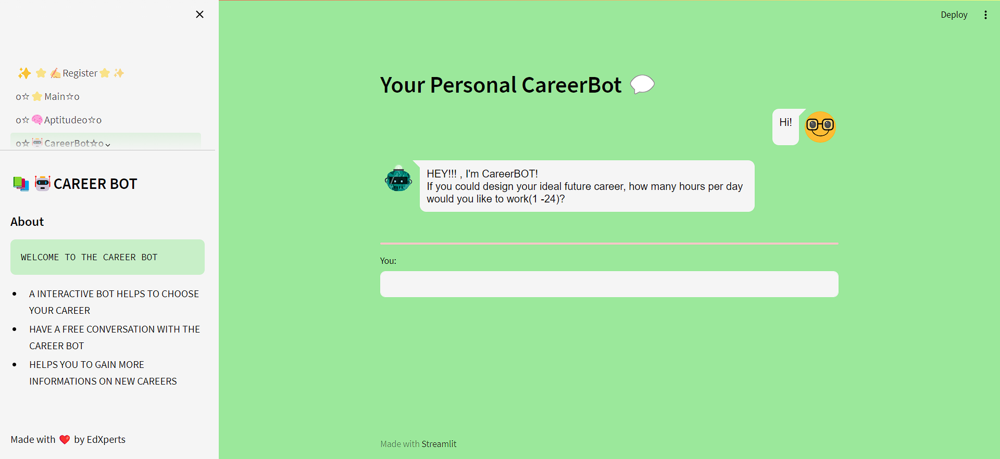 Deploy
✨ ⭐ ✍Register⭐ ✨
o☆⭐Main☆o
o☆🧠Aptitudeo☆o
o☆🤖CareerBot☆o
📚 🤖CAREER BOT
About
WELCOME TO THE CAREER BOT
• A INTERACTIVE BOT HELPS TO CHOOSE
YOUR CAREER
• HAVE A FREE CONVERSATION WITH THE
CAREER BOT
• HELPS YOU TO GAIN MORE
INFORMATIONS ON NEW CAREERS
Made with ❤ by EdXperts
Your Personal CareerBot 💬
Hi!
HEY!!! , I'm CareerBOT!
If you could design your ideal future career, how many hours per day
would you like to work(1 -24)?
You:
Made with Streamlit